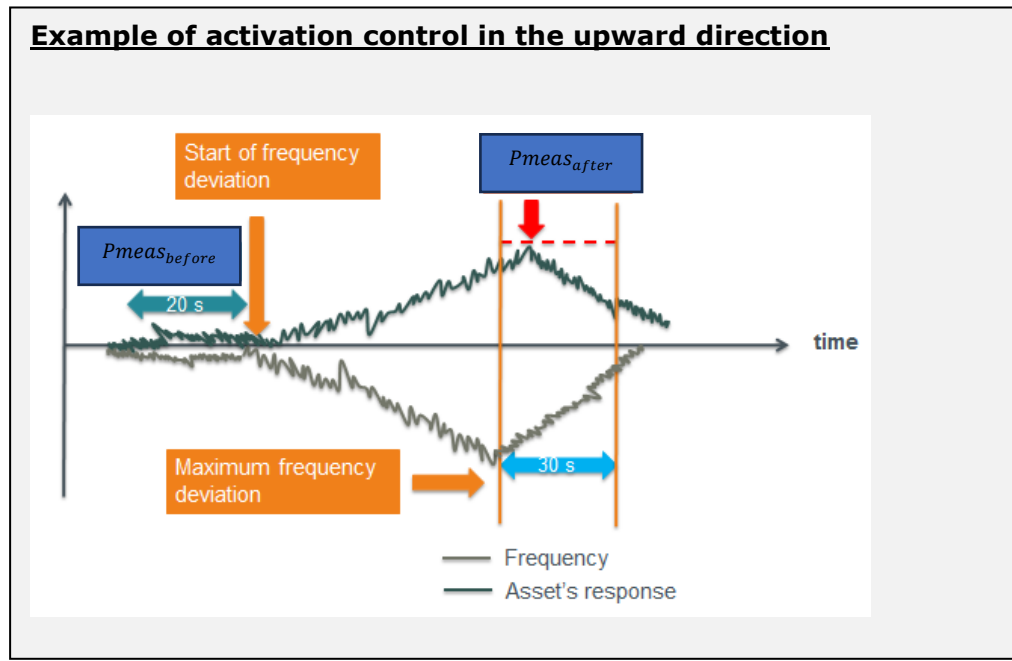 Example of activation control in the upward direction
Start of frequency
deviation
Pmeas_after
Pmeas_before
20 s
time
Maximum frequency
deviation
30 s
Frequency
Asset's response